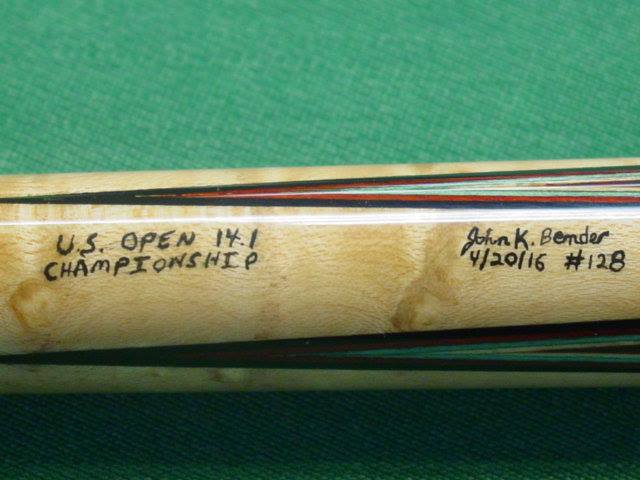 U.S. OPEN 14.1
CHAMPIONSHIP
John K. Bender
4/20/16 #128